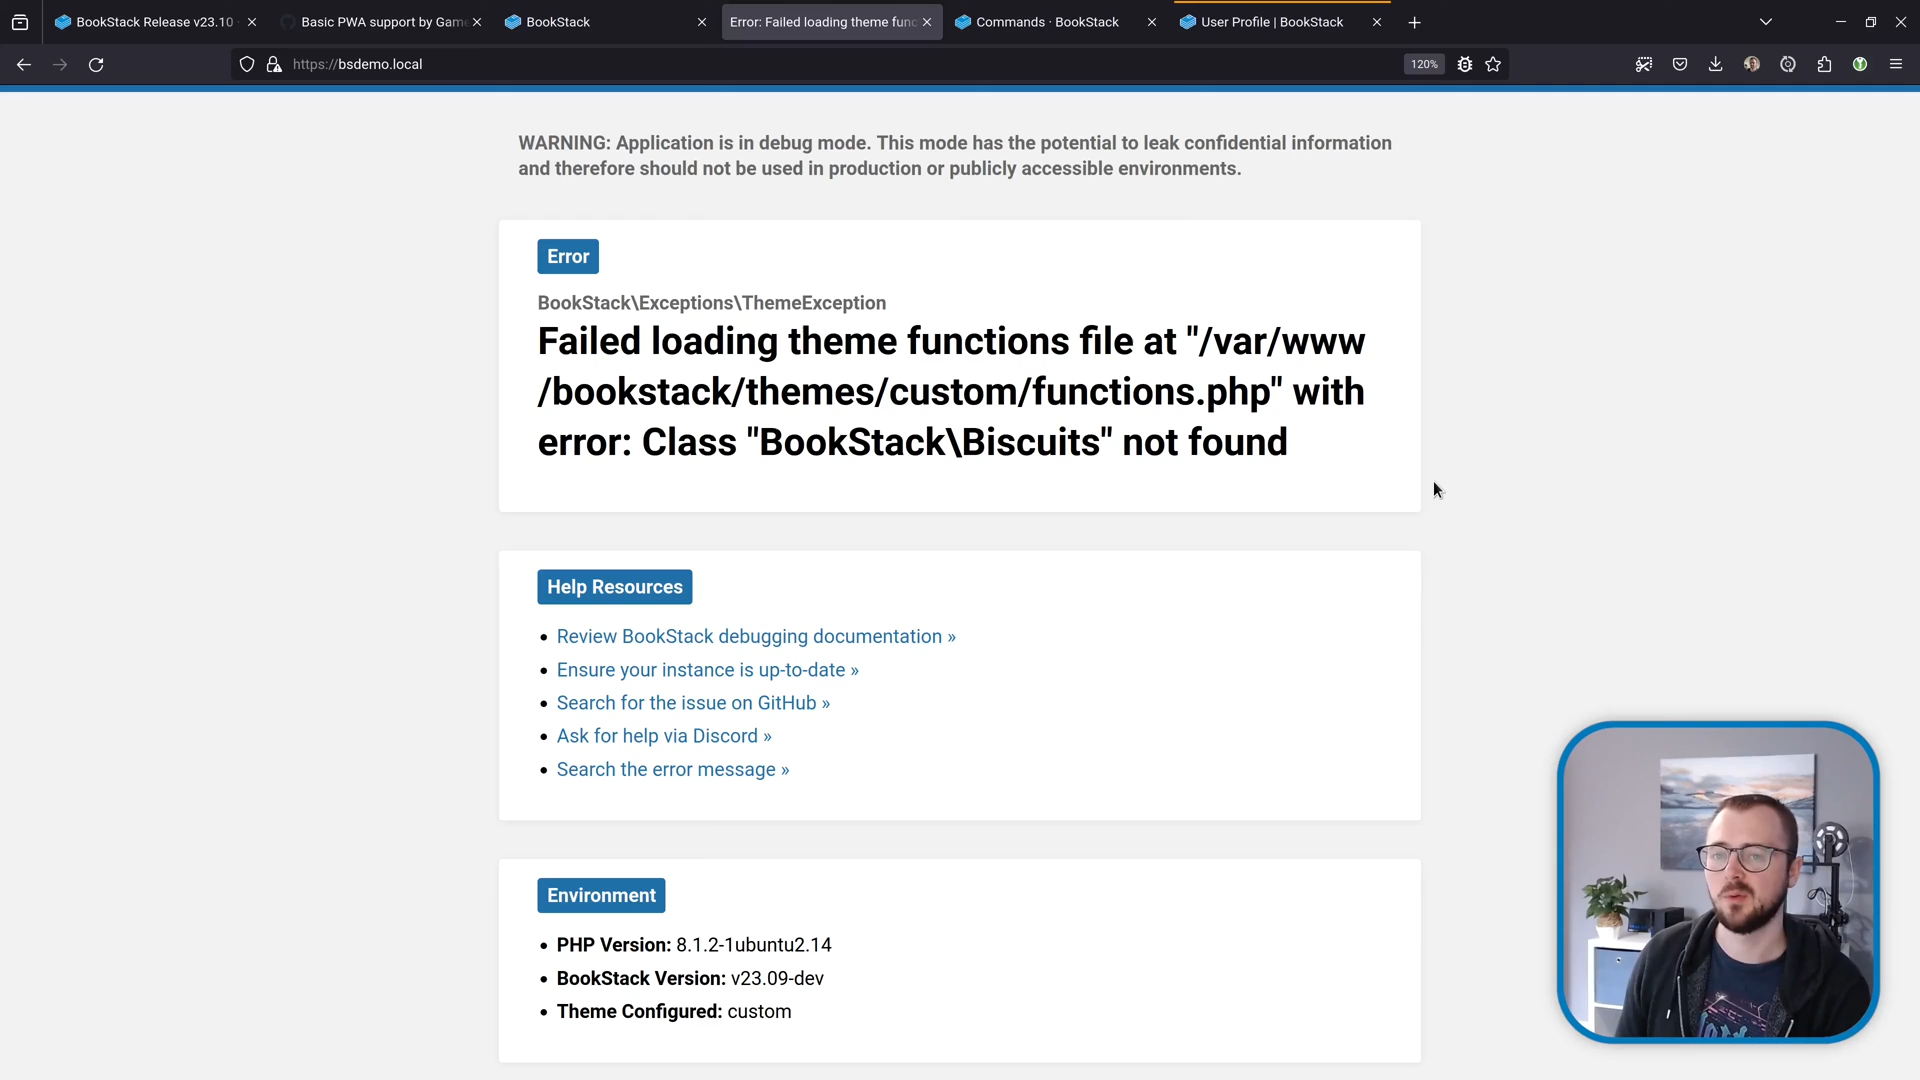 BookStack Release v23.10
Basic PWA support by Game
BookStack
Error: Failed loading theme func
Commands · BookStack
User Profile | BookStack
https://bsdemo.local
120%
WARNING: Application is in debug mode. This mode has the potential to leak confidential information
and therefore should not be used in production or publicly accessible environments.
Error
BookStack\Exceptions\ThemeException
Failed loading theme functions file at "/var/www
/bookstack/themes/custom/functions.php" with
error: Class "BookStack\Biscuits" not found
Help Resources
Review BookStack debugging documentation »
Ensure your instance is up-to-date »
Search for the issue on GitHub »
Ask for help via Discord »
Search the error message »
Environment
PHP Version: 8.1.2-1ubuntu2.14
BookStack Version: v23.09-dev
Theme Configured: custom